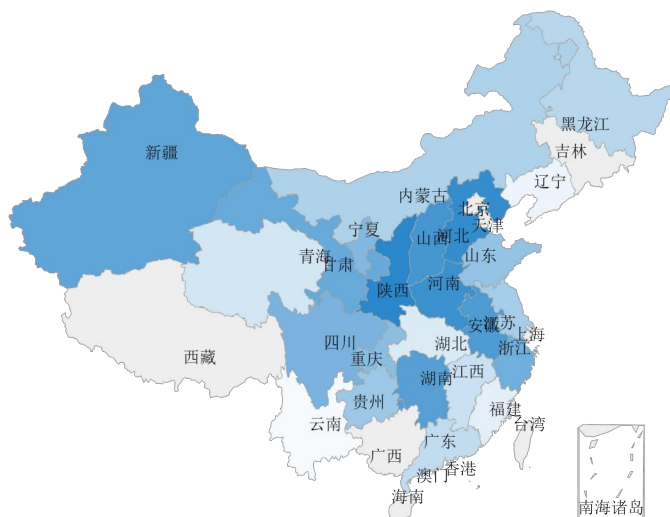 黑龙江
吉林
新疆
辽宁
内蒙古
北京
天津
宁夏
山西
河北
山东
青海
甘肃
陕西
河南
安徽
江苏
上海
四川
湖北
浙江
重庆
西藏
湖南
江西
贵州
福建
云南
台湾
广东
广西
香港
澳门
海南
南海诸岛